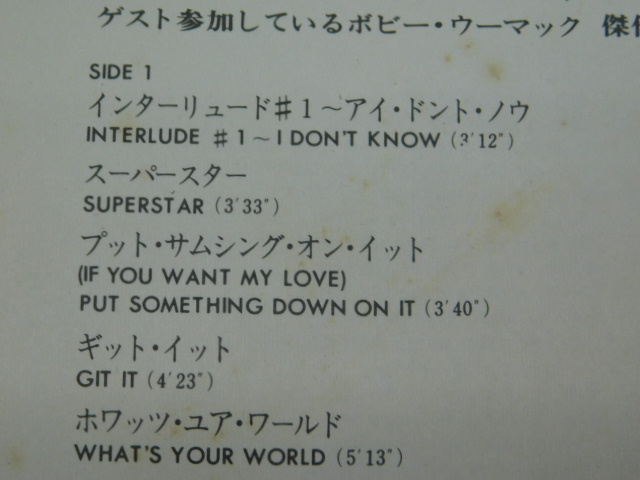 ゲスト参加しているボビー・ウーマック 傑作
SIDE 1
インターリュード♯1〜アイ・ドント・ノウ
INTERLUDE ♯1〜I DON'T KNOW (3'12")
スーパースター
SUPERSTAR (3'33")
プット・サムシング・オン・イット
(IF YOU WANT MY LOVE)
PUT SOMETHING DOWN ON IT (3'40")
ギット・イット
GIT IT (4'23")
ホワッツ・ユア・ワールド
WHAT'S YOUR WORLD (5'13")